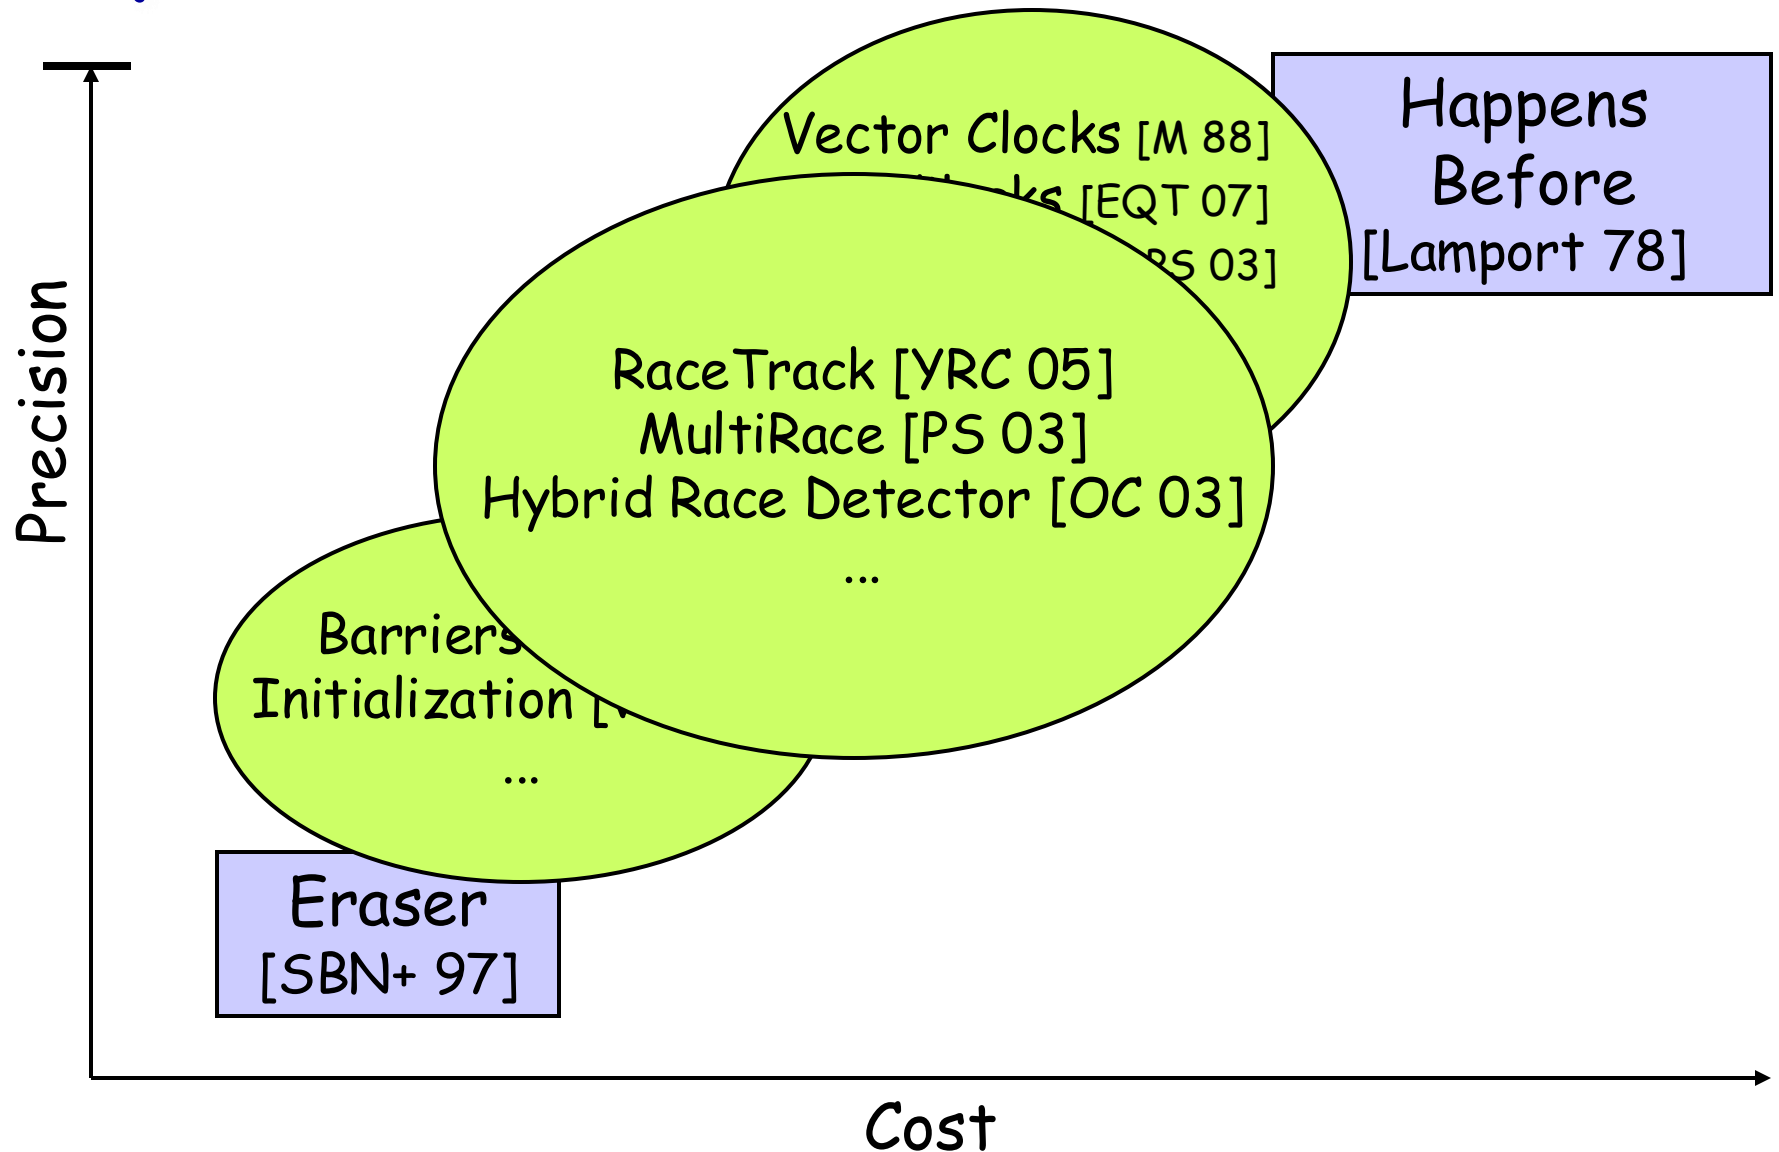 Precision
Vector Clocks [M 88]
[EQT 07]
03]
Happens
Before
[Lamport 78]
RaceTrack [YRC 05]
MultiRace [PS 03]
Hybrid Race Detector [OC 03]
...
Barriers
Initialization
...
Eraser
[SBN+ 97]
Cost